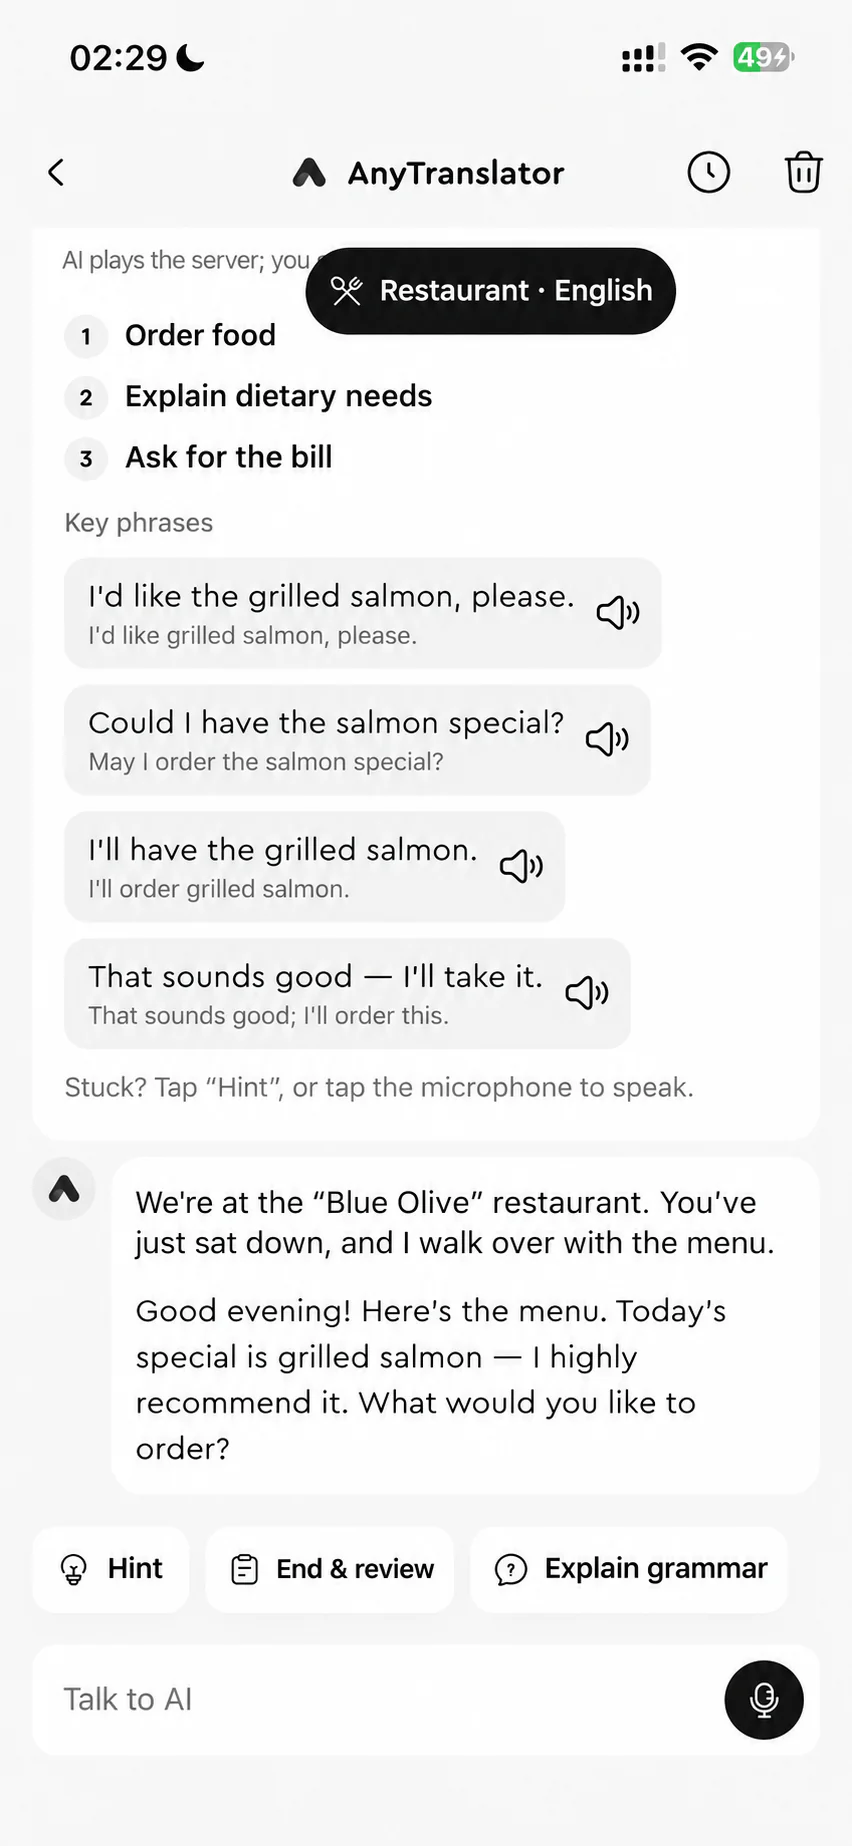 02:29
49
AnyTranslator
AI plays the server; you
Restaurant · English
1 Order food
2 Explain dietary needs
3 Ask for the bill
Key phrases
I'd like the grilled salmon, please.
I'd like grilled salmon, please.
Could I have the salmon special?
May I order the salmon special?
I'll have the grilled salmon.
I'll order grilled salmon.
That sounds good — I'll take it.
That sounds good; I'll order this.
Stuck? Tap “Hint”, or tap the microphone to speak.
We're at the “Blue Olive” restaurant. You’ve
just sat down, and I walk over with the menu.
Good evening! Here’s the menu. Today’s
special is grilled salmon — I highly
recommend it. What would you like to
order?
Hint
End & review
Explain grammar
Talk to AI